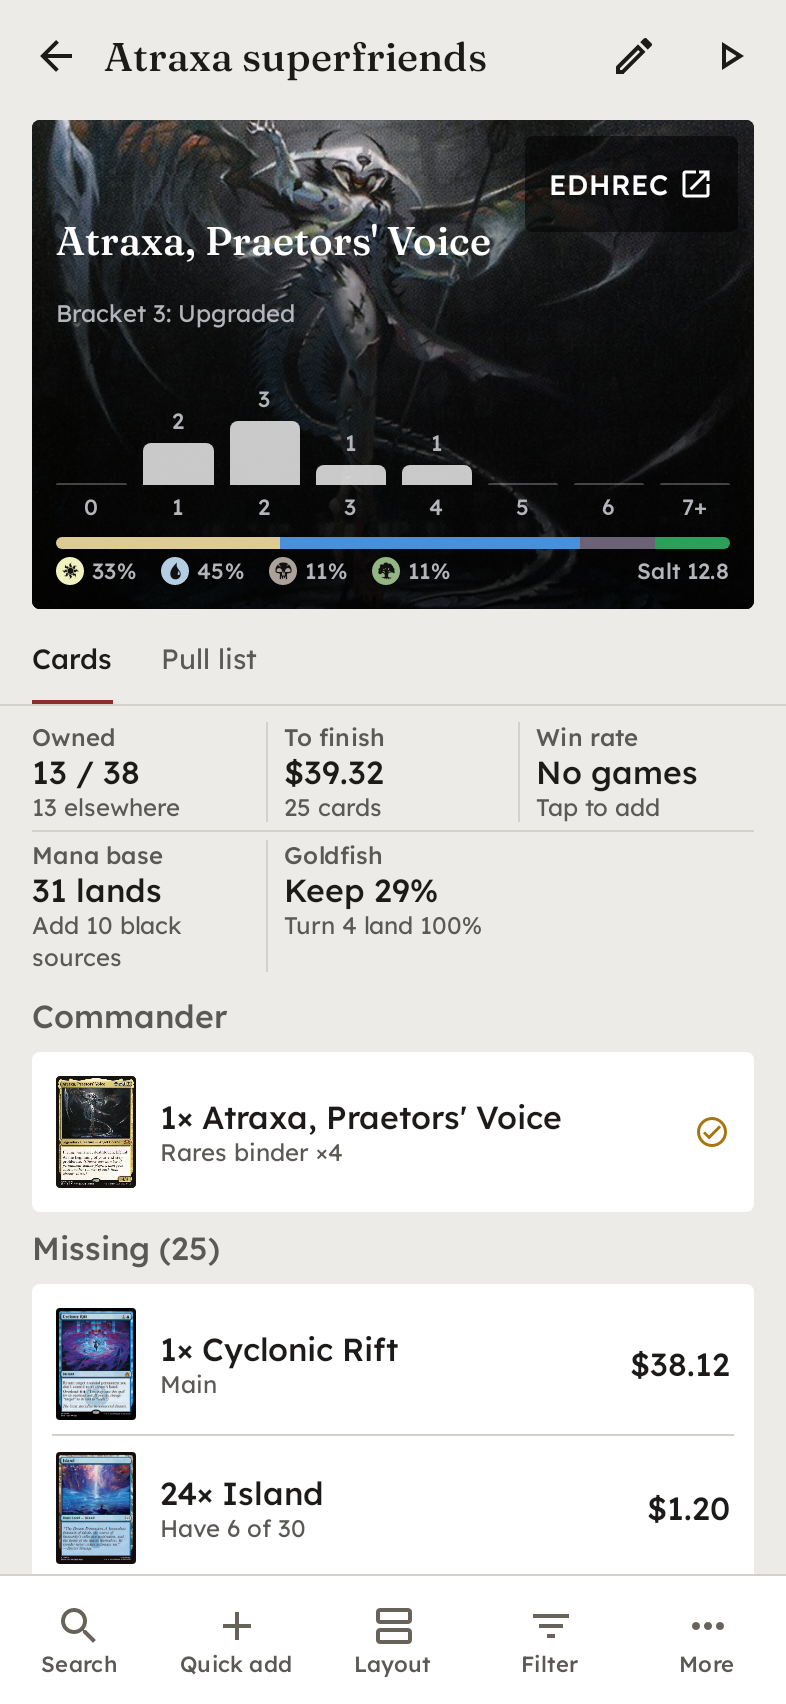 Atraxa superfriends
EDHREC
Atraxa, Praetors' Voice
Bracket 3: Upgraded
2 3 1 1
0 1 2 3 4 5 6 7+
33% 45% 11% 11% Salt 12.8
Cards Pull list
Owned To finish Win rate
13 / 38 $39.32 No games
13 elsewhere 25 cards Tap to add
Mana base Goldfish
31 lands Keep 29%
Add 10 black Turn 4 land 100%
sources
Commander
1× Atraxa, Praetors' Voice
Rares binder ×4
Missing (25)
1× Cyclonic Rift
$38.12
Main
24× Island
$1.20
Have 6 of 30
Search Quick add Layout Filter More